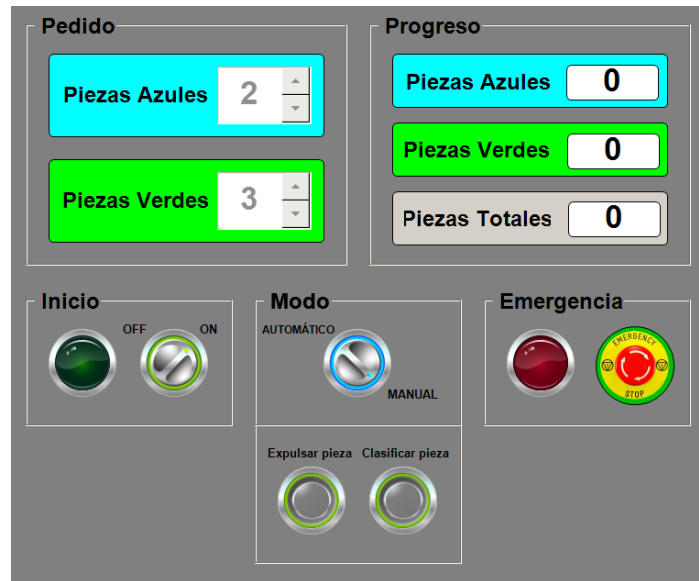 Pedido
Piezas Azules 2
Piezas Verdes 3
Progreso
Piezas Azules 0
Piezas Verdes 0
Piezas Totales 0
Inicio
OFF ON
Modo
AUTOMÁTICO
MANUAL
Expulsar pieza Clasificar pieza
Emergencia
EMERGENCY
STOP